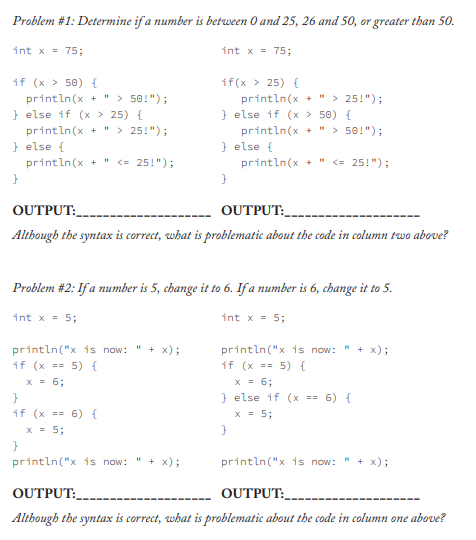 Problem #1: Determine if a number is between 0 and 25, 26 and 50, or greater than 50.
int x = 75;
if (x > 50) {
println(x + " > 50!");
} else if (x > 25) {
println(x + " > 25!");
} else {
println(x + " <= 25!");
}
OUTPUT:____________________
int x = 75;
if(x > 25) {
println(x + " > 25!");
} else if (x > 50) {
println(x + " > 50!");
} else {
println(x + " <= 25!");
}
OUTPUT:____________________
Although the syntax is correct, what is problematic about the code in column two above?
Problem #2: If a number is 5, change it to 6. If a number is 6, change it to 5.
int x = 5;
println("x is now: " + x);
if (x == 5) {
x = 6;
}
if (x == 6) {
x = 5;
}
println("x is now: " + x);
OUTPUT:____________________
int x = 5;
println("x is now: " + x);
if (x == 5) {
x = 6;
} else if (x == 6) {
x = 5;
}
println("x is now: " + x);
OUTPUT:____________________
Although the syntax is correct, what is problematic about the code in column one above?